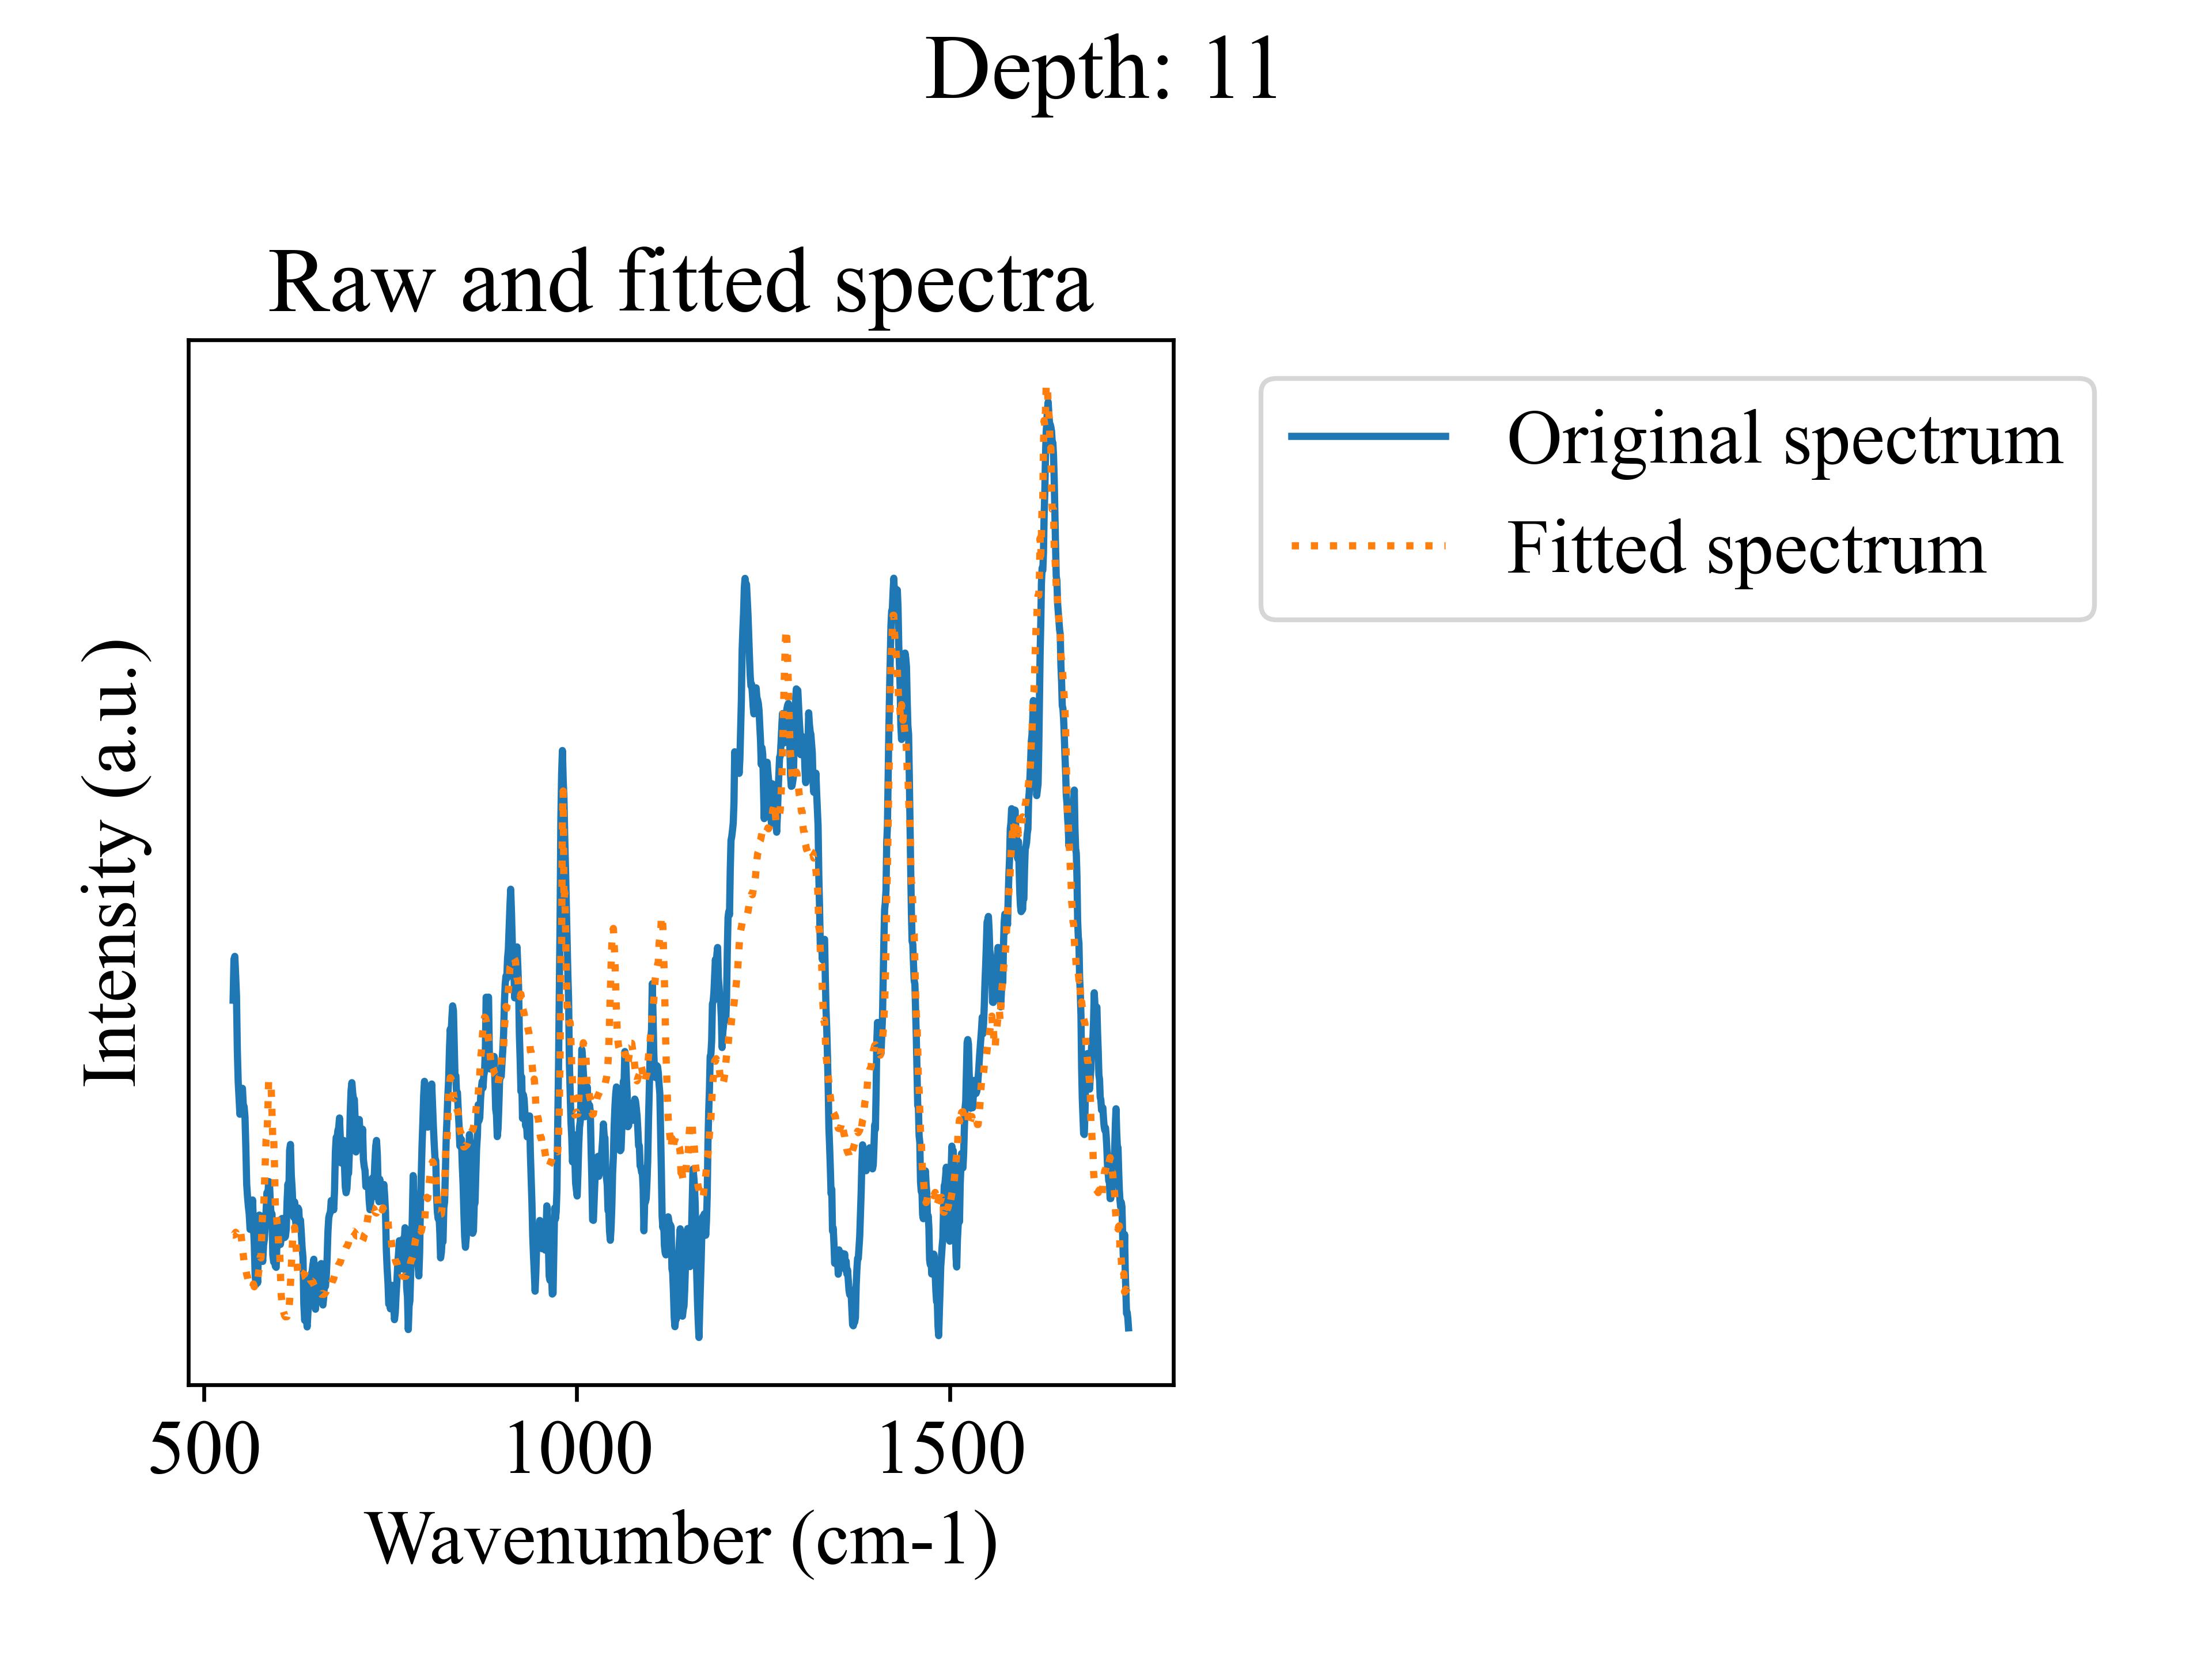 Depth: 11
Raw and fitted spectra
Original spectrum
Fitted spectrum
Intensity (a.u.)
500 1000 1500
Wavenumber (cm-1)